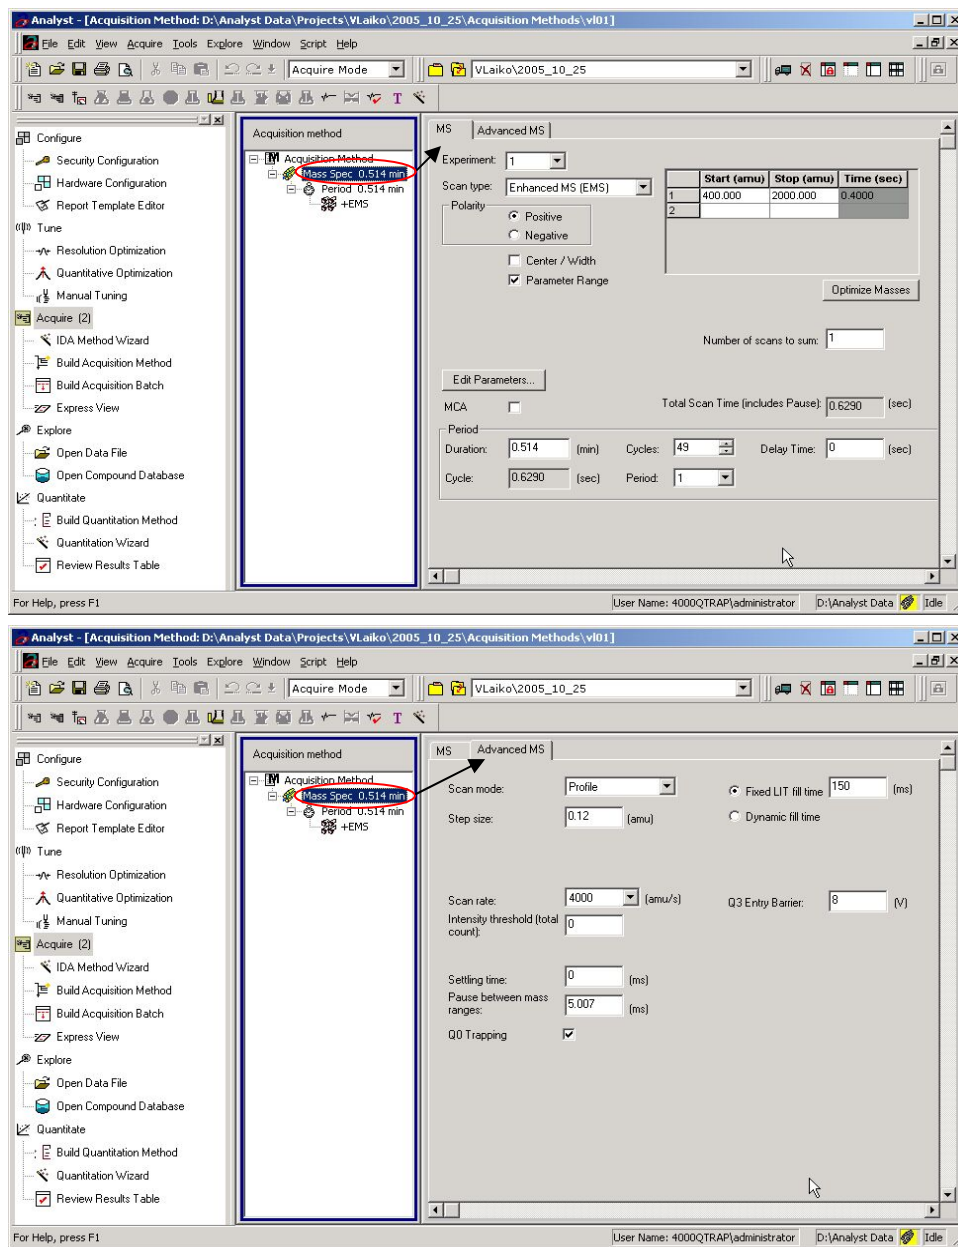 Analyst - [Acquisition Method: D:\Analyst Data\Projects\VLaiko\2005_10_25\Acquisition Methods\vl01]
File Edit View Acquire Tools Explore Window Script Help
Acquire Mode VLaiko\2005_10_25
Configure
Security Configuration
Hardware Configuration
Report Template Editor
Tune
Resolution Optimization
Quantitative Optimization
Manual Tuning
Acquire (2)
IDA Method Wizard
Build Acquisition Method
Build Acquisition Batch
Express View
Explore
Open Data File
Open Compound Database
Quantitate
Build Quantitation Method
Quantitation Wizard
Review Results Table
Acquisition method
Acquisition Method
Mass Spec 0.514 min
Period 0.514 min
+EMS
MS Advanced MS
Experiment: 1
Scan type: Enhanced MS (EMS)
Polarity
Positive
Negative
Center / Width
Parameter Range
Start (amu) Stop (amu) Time (sec)
1 400.000 2000.000 0.4000
2
Optimize Masses
Number of scans to sum: 1
Edit Parameters...
MCA Total Scan Time (includes Pause): 0.6290 (sec)
Period
Duration: 0.514 (min) Cycles: 49 Delay Time: 0 (sec)
Cycle: 0.6290 (sec) Period: 1
For Help, press F1 User Name: 4000QTRAP\administrator D:\Analyst Data Idle
Analyst - [Acquisition Method: D:\Analyst Data\Projects\VLaiko\2005_10_25\Acquisition Methods\vl01]
File Edit View Acquire Tools Explore Window Script Help
Acquire Mode VLaiko\2005_10_25
Configure
Security Configuration
Hardware Configuration
Report Template Editor
Tune
Resolution Optimization
Quantitative Optimization
Manual Tuning
Acquire (2)
IDA Method Wizard
Build Acquisition Method
Build Acquisition Batch
Express View
Explore
Open Data File
Open Compound Database
Quantitate
Build Quantitation Method
Quantitation Wizard
Review Results Table
Acquisition method
Acquisition Method
Mass Spec 0.514 min
Period 0.514 min
+EMS
MS Advanced MS
Scan mode: Profile Fixed LIT fill time 150 (ms)
Step size: 0.12 (amu) Dynamic fill time
Scan rate: 4000 (amu/s) Q3 Entry Barrier: 8 (V)
Intensity threshold (total
count): 0
Settling time: 0 (ms)
Pause between mass
ranges: 5.007 (ms)
Q0 Trapping
For Help, press F1 User Name: 4000QTRAP\administrator D:\Analyst Data Idle